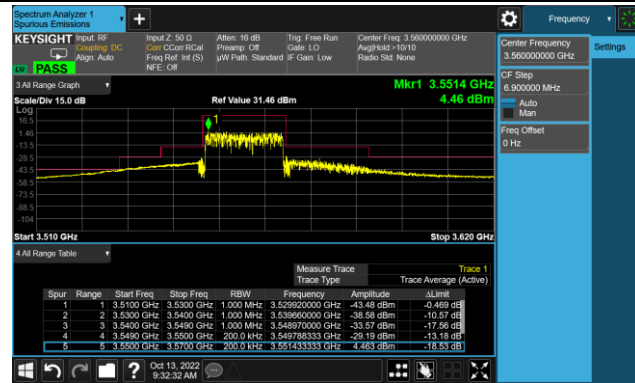 Spectrum Analyzer 1
Spurious Emissions
Frequency
KEYSIGHT
Input: RF
Coupling: DC
Align: Auto
Input Z: 50 Ω
Corr CCorr RCal
Freq Ref: Int (S)
NFE: Off
Atten: 16 dB
Preamp: Off
µW Path: Standard
Trig: Free Run
Gate: LO
IF Gain: Low
Center Freq: 3.560000000 GHz
Avg|Hold:>10/10
Radio Std: None
PASS
Center Frequency
3.560000000 GHz
Settings
CF Step
6.900000 MHz
Auto
Man
Freq Offset
0 Hz
3 All Range Graph
Mkr1 3.5514 GHz
Scale/Div 15.0 dB
Ref Value 31.46 dBm
4.46 dBm
Log
16.5
1.46
-13.5
-28.5
-43.5
-58.5
-73.5
-88.5
-104
1
Start 3.510 GHz
Stop 3.620 GHz
4 All Range Table
Measure Trace Trace 1
Trace Type Trace Average (Active)
Spur Range Start Freq Stop Freq RBW Frequency Amplitude ΔLimit
1 1 3.5100 GHz 3.5300 GHz 1.000 MHz 3.529920000 GHz -43.48 dBm -0.469 dB
2 2 3.5300 GHz 3.5400 GHz 1.000 MHz 3.539660000 GHz -38.58 dBm -10.57 dB
3 3 3.5400 GHz 3.5490 GHz 1.000 MHz 3.548970000 GHz -33.57 dBm -17.56 dB
4 4 3.5490 GHz 3.5500 GHz 200.0 kHz 3.549788333 GHz -29.19 dBm -13.18 dB
5 5 3.5500 GHz 3.5700 GHz 200.0 kHz 3.551433333 GHz 4.463 dBm -18.53 dB
Oct 13, 2022
9:32:32 AM